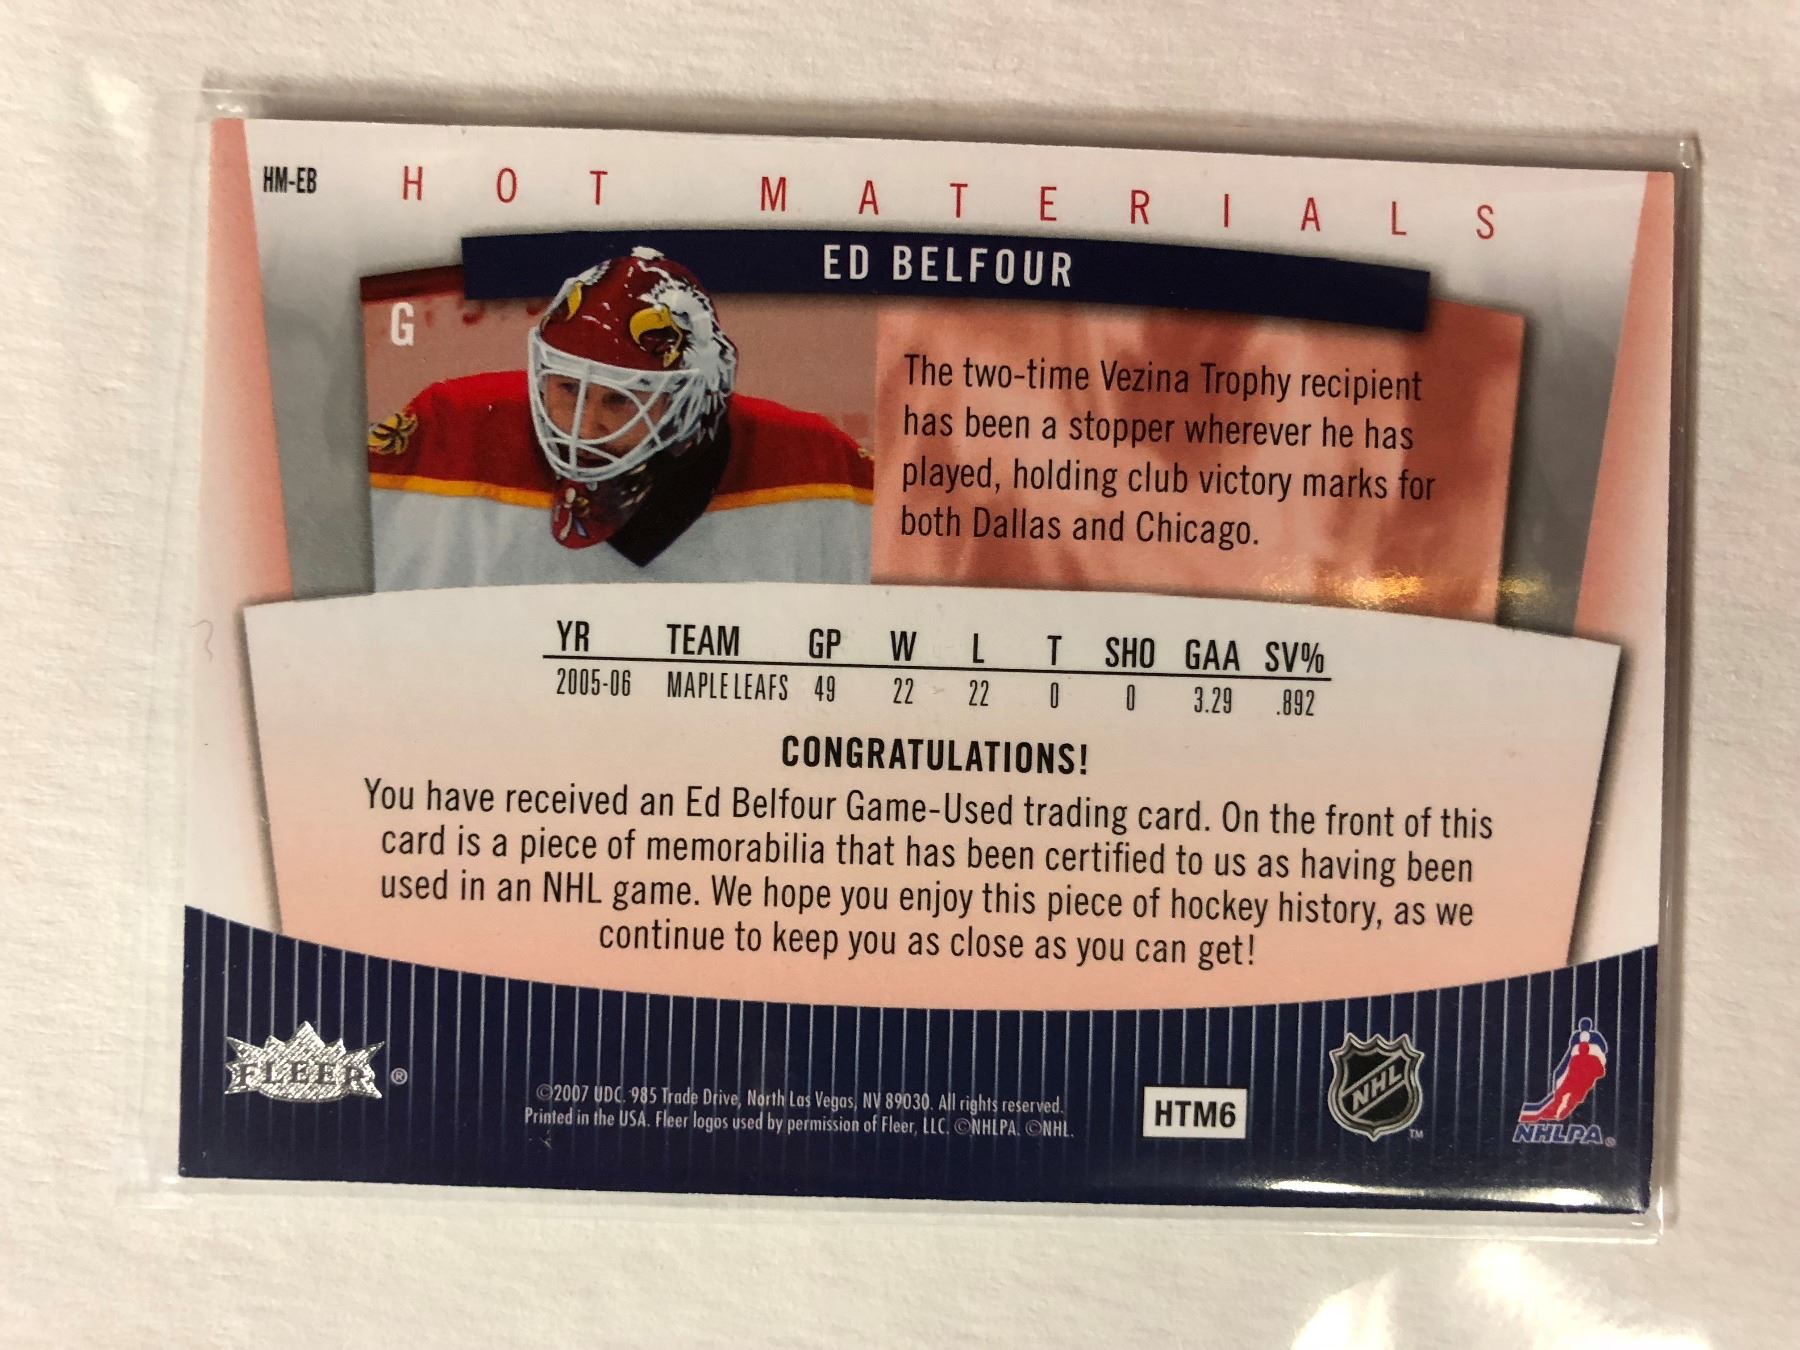 HM-EB
HOT MATERIALS
ED BELFOUR
G
The two-time Vezina Trophy recipient
has been a stopper wherever he has
played, holding club victory marks for
both Dallas and Chicago.
YR TEAM GP W L T SHO GAA SV%
2005-06 MAPLE LEAFS 49 22 22 0 0 3.29 .892
CONGRATULATIONS!
You have received an Ed Belfour Game-Used trading card. On the front of this
card is a piece of memorabilia that has been certified to us as having been
used in an NHL game. We hope you enjoy this piece of hockey history, as we
continue to keep you as close as you can get!
FLEER®
©2007 UDC. 985 Trade Drive, North Las Vegas, NV 89030. All rights reserved.
Printed in the USA. Fleer logos used by permission of Fleer, LLC. ©NHLPA. ©NHL.
HTM6
NHL™
NHLPA®